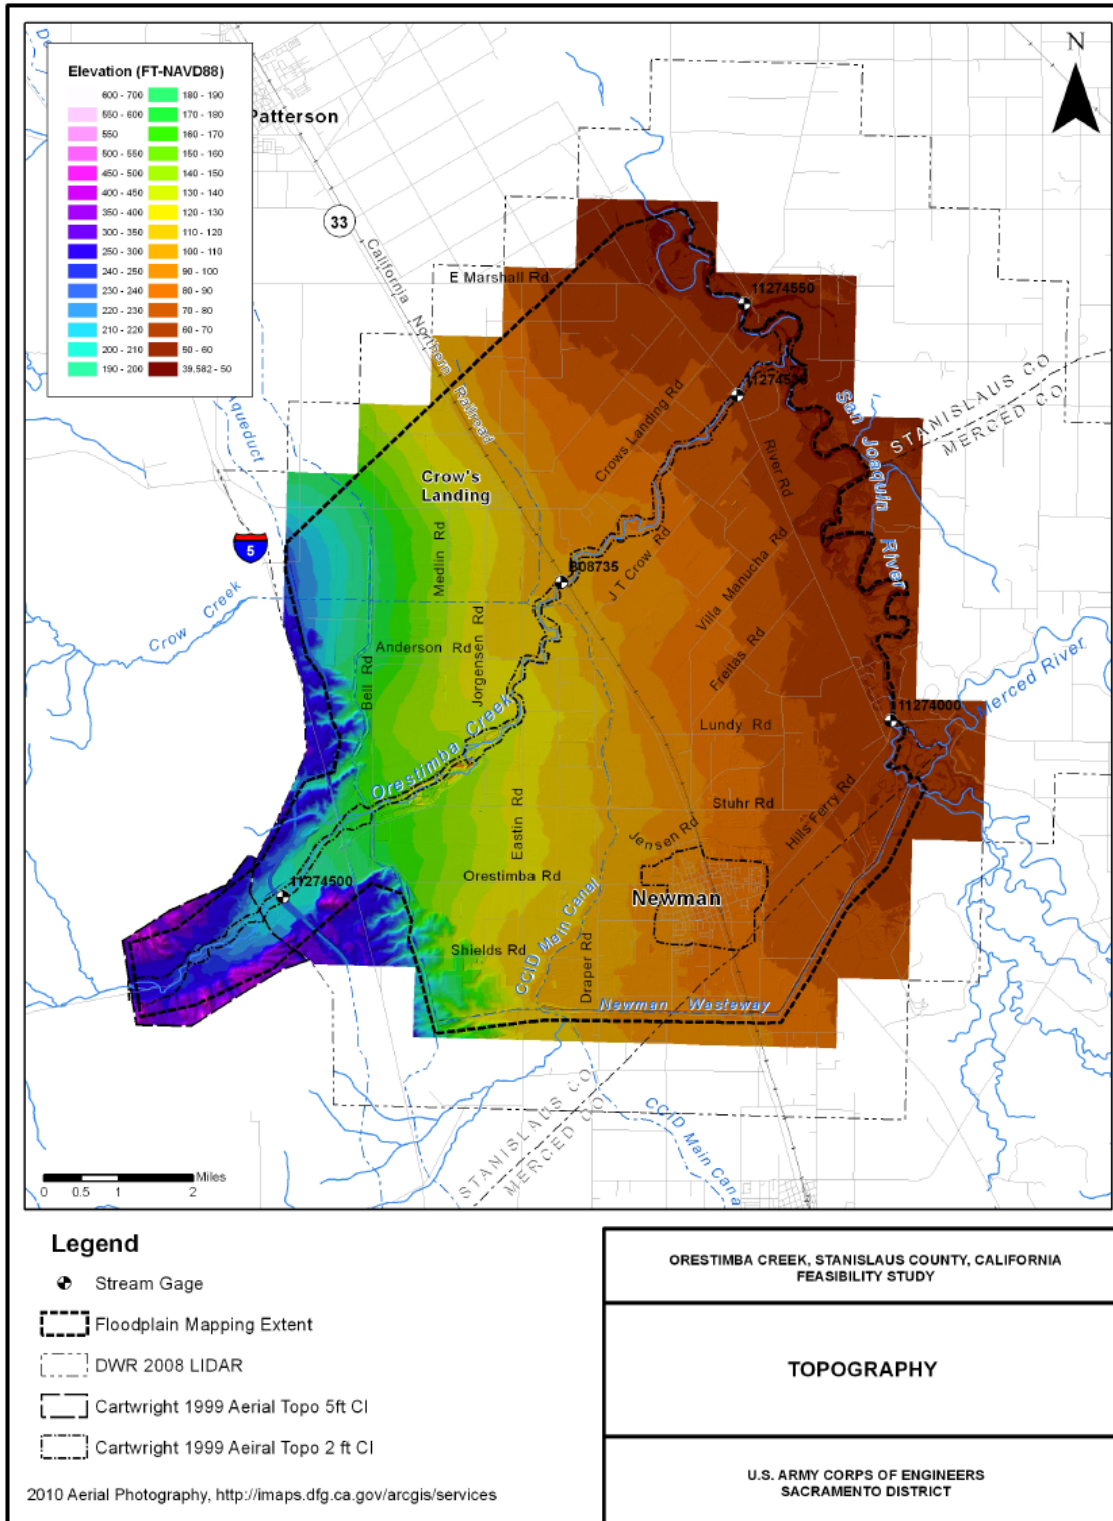 Elevation (FT-NAVD88)
600 - 700
550 - 600
550
500 - 550
450 - 500
400 - 450
350 - 400
300 - 350
250 - 300
240 - 250
230 - 240
220 - 230
210 - 220
200 - 210
190 - 200
180 - 190
170 - 180
160 - 170
150 - 160
140 - 150
130 - 140
120 - 130
110 - 120
100 - 110
90 - 100
80 - 90
70 - 80
60 - 70
50 - 60
39,582 - 50
N
Patterson
33
California Northern Railroad
E Marshall Rd
11274550
Crows Landing Rd
River Rd
San Joaquin River
STANISLAUS CO
MERCED CO
Aqueduct
Crow's
Landing
5
Medlin Rd
808735
J T Crow Rd
Villa Manucha Rd
Crow Creek
Anderson Rd
Jorgensen Rd
Freitas Rd
Bell Rd
Merced River
11274000
Lundy Rd
Orestimba Creek
Stuhr Rd
Hills Ferry Rd
Eastin Rd
Jensen Rd
Orestimba Rd
11274500
Newman
CCID Main Canal
Shields Rd
Draper Rd
Newman Wasteway
STANISLAUS CO
MERCED CO
CCID Main Cana
Miles
0 0.5 1 2
Legend
Stream Gage
Floodplain Mapping Extent
DWR 2008 LIDAR
Cartwright 1999 Aerial Topo 5ft CI
Cartwright 1999 Aeiral Topo 2 ft CI
2010 Aerial Photography, http://imaps.dfg.ca.gov/arcgis/services
ORESTIMBA CREEK, STANISLAUS COUNTY, CALIFORNIA
FEASIBILITY STUDY
TOPOGRAPHY
U.S. ARMY CORPS OF ENGINEERS
SACRAMENTO DISTRICT